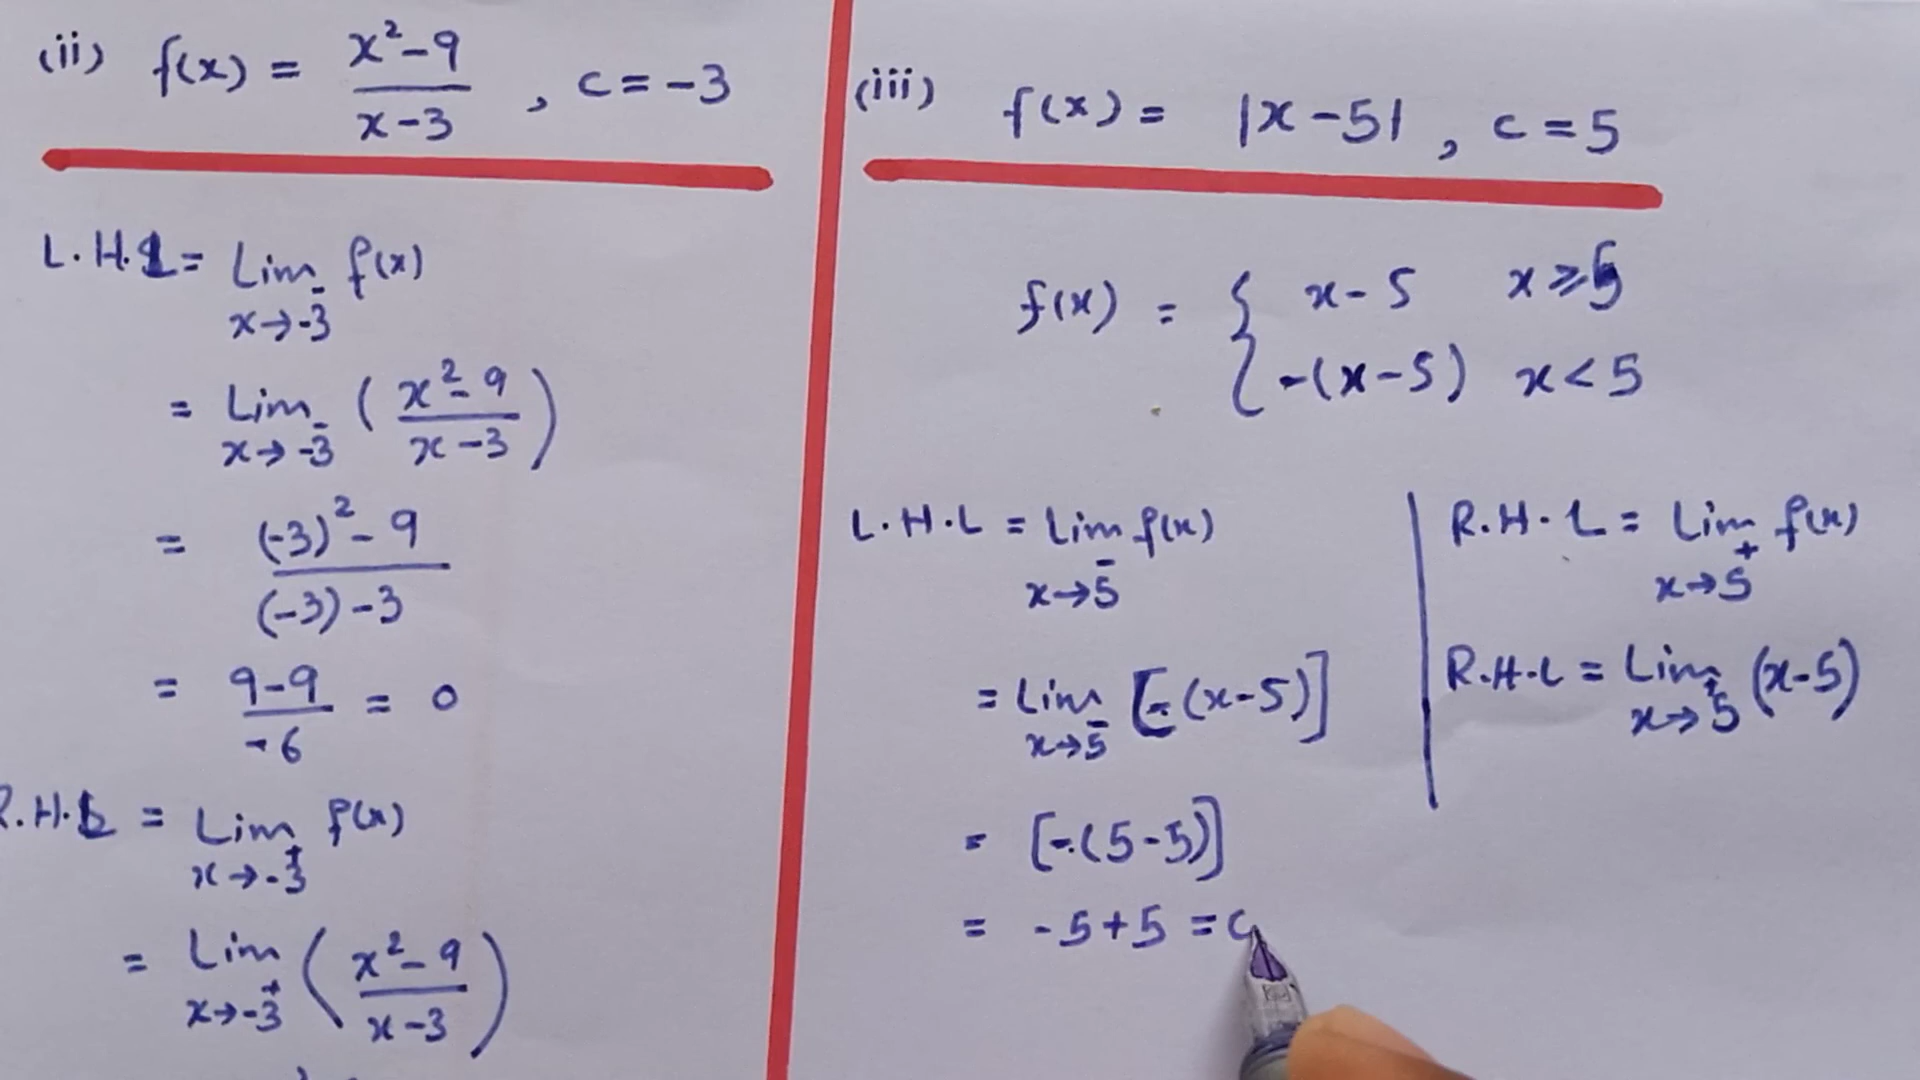 (ii) f(x) = x²-9 / x-3 , c = -3
L.H.L = Lim x→-3⁻ f(x)
= Lim x→-3⁻ (x²-9 / x-3)
= (-3)²-9 / (-3)-3
= 9-9 / -6 = 0
R.H.L = Lim x→-3⁺ f(x)
= Lim x→-3⁺ (x²-9 / x-3)
(iii) f(x) = |x-5| , c = 5
f(x) = { x-5 x⩾5
{ -(x-5) x<5
L.H.L = Lim x→5⁻ f(x)
= Lim x→5⁻ [-(x-5)]
= [-(5-5)]
= -5+5 =
R.H.L = Lim x→5⁺ f(x)
R.H.L = Lim x→5⁺ (x-5)